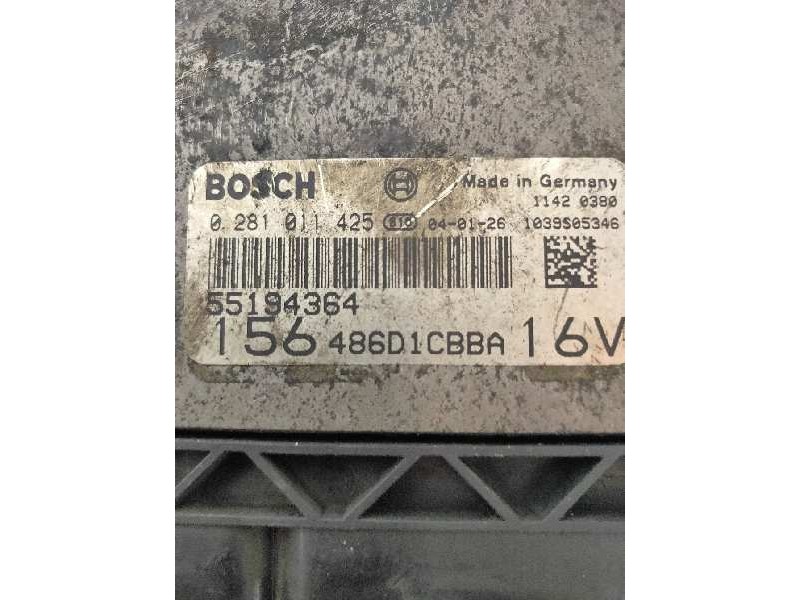 BOSCH Made in Germany
1142 0380
0 281 011 425 04-01-26 1039S05346
55194364
156 486D1CBBA 16V